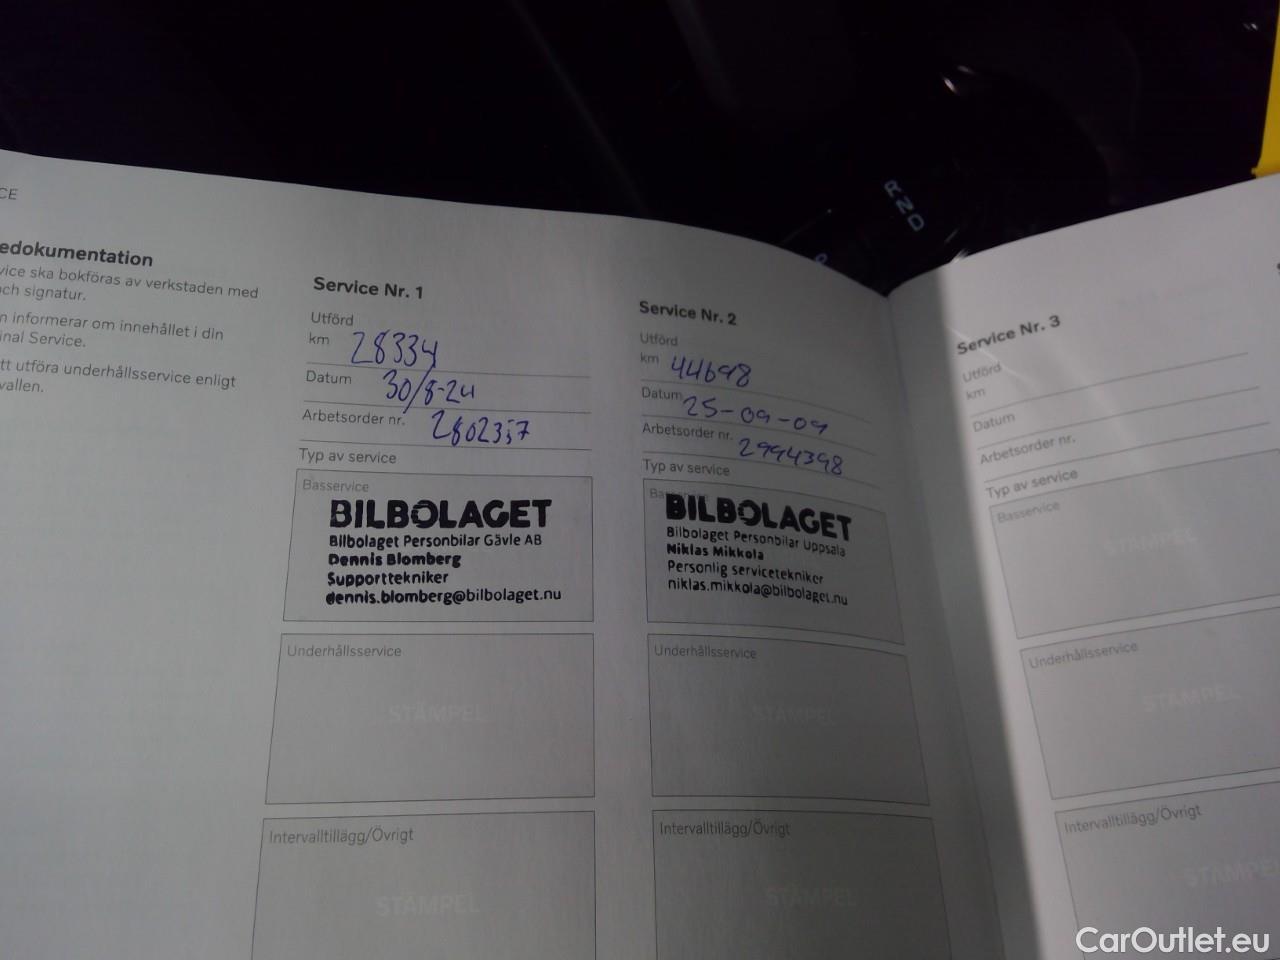 CE
edokumentation
vice ska bokföras av verkstaden med
och signatur.
n informerar om innehållet i din
inal Service.
tt utföra underhållsservice enligt
vallen.
Service Nr. 1
Utförd
km 28334
Datum 30/8-24
Arbetsorder nr. 2802357
Typ av service
Basservice
BILBOLAGET
Bilbolaget Personbilar Gävle AB
Dennis Blomberg
Supporttekniker
dennis.blomberg@bilbolaget.nu
Underhållsservice
STÄMPEL
Intervalltillägg/Övrigt
STÄMPEL
Service Nr. 2
Utförd
km 44698
Datum 25-09-09
Arbetsorder nr. 2994398
Typ av service
BILBOLAGET
Bilbolaget Personbilar Uppsala
Niklas Mikkola
Personlig servicetekniker
niklas.mikkola@bilbolaget.nu
Underhållsservice
STÄMPEL
Intervalltillägg/Övrigt
STÄMPEL
Service Nr. 3
Utförd
km
Datum
Arbetsorder nr.
Typ av service
Basservice
STÄMPEL
Underhållsservice
STÄMPEL
Intervalltillägg/Övrigt
STÄMPEL
R
N
D
CarOutlet.eu